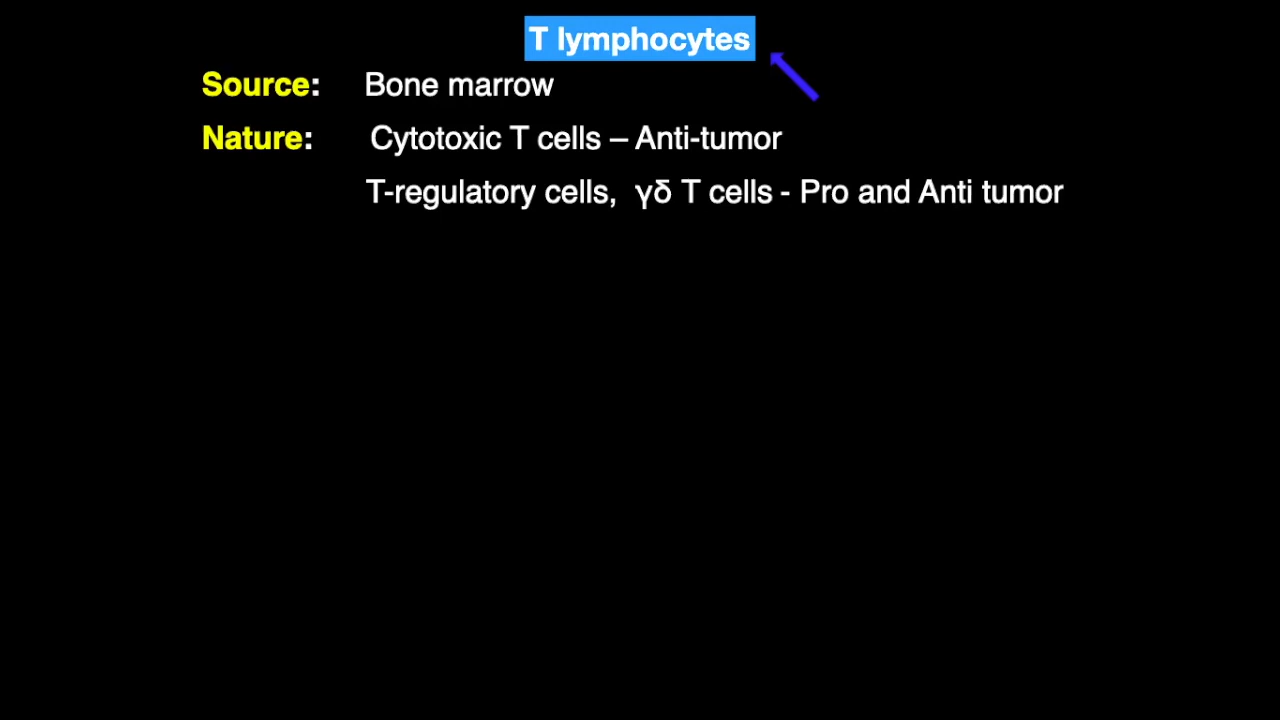 T lymphocytes
Source: Bone marrow
Nature: Cytotoxic T cells – Anti-tumor
T-regulatory cells, γδ T cells - Pro and Anti tumor